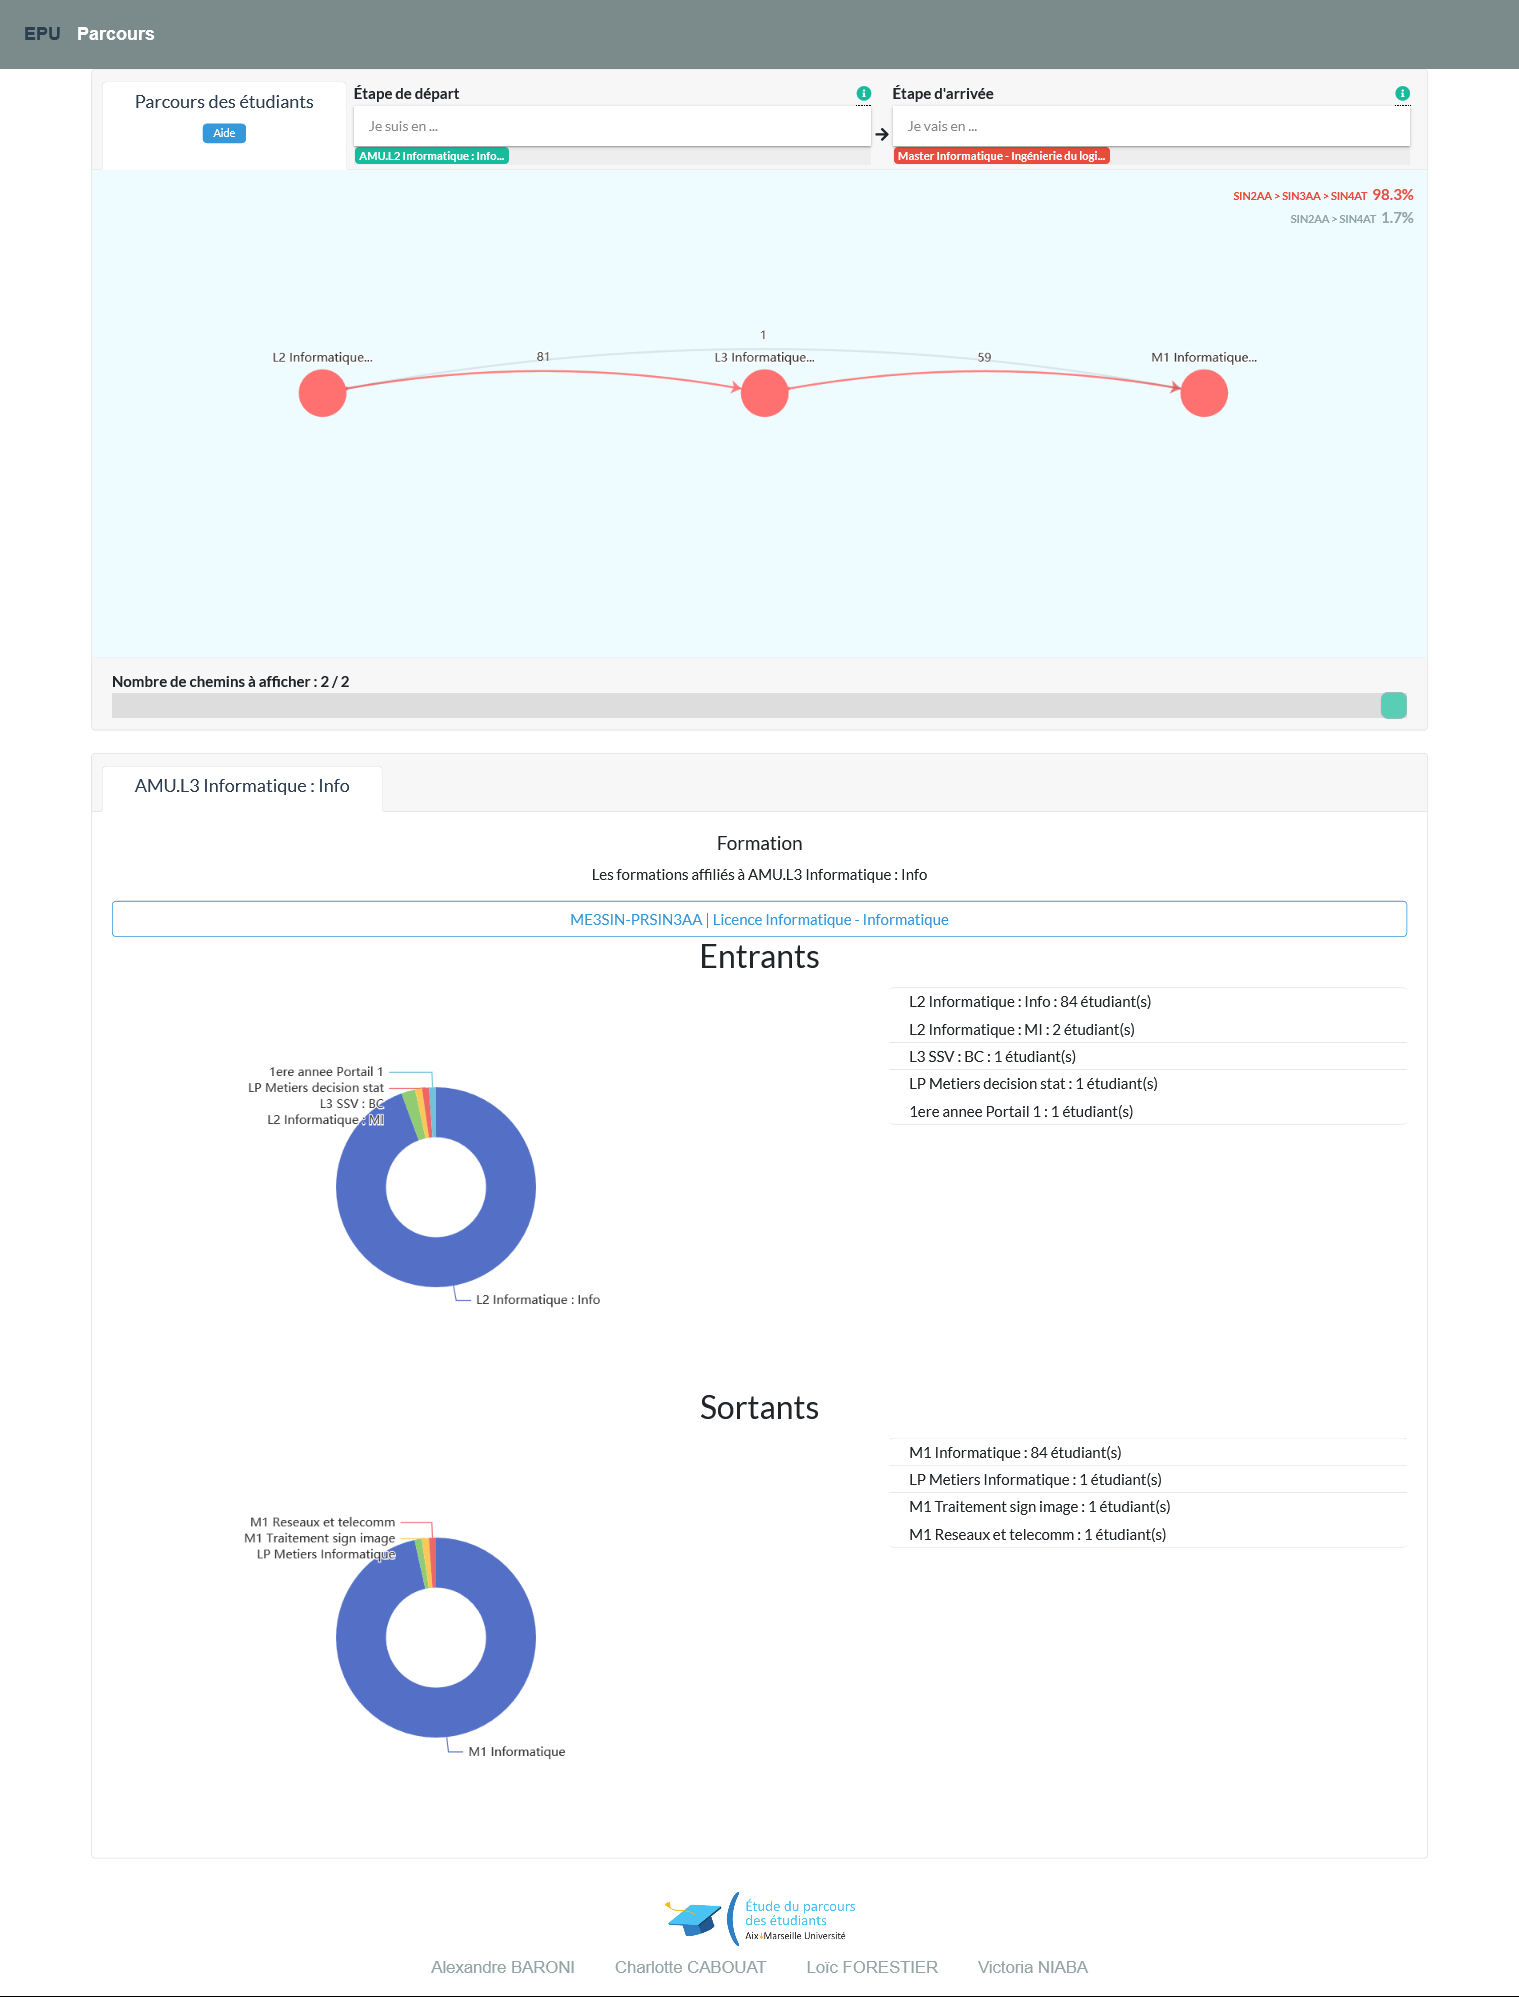 EPU Parcours
Parcours des étudiants
Aide
Étape de départ
Je suis en ...
AMU.L2 Informatique : Info...
Étape d'arrivée
Je vais en ...
Master Informatique - Ingénierie du logi...
SIN2AA > SIN3AA > SIN4AT 98.3%
SIN2AA > SIN4AT 1.7%
1
L2 Informatique...
81
L3 Informatique...
59
M1 Informatique...
Nombre de chemins à afficher : 2 / 2
AMU.L3 Informatique : Info
Formation
Les formations affiliés à AMU.L3 Informatique : Info
ME3SIN-PRSIN3AA | Licence Informatique - Informatique
Entrants
1ere annee Portail 1
LP Metiers decision stat
L3 SSV : BC
L2 Informatique : MI
L2 Informatique : Info
L2 Informatique : Info : 84 étudiant(s)
L2 Informatique : MI : 2 étudiant(s)
L3 SSV : BC : 1 étudiant(s)
LP Metiers decision stat : 1 étudiant(s)
1ere annee Portail 1 : 1 étudiant(s)
Sortants
M1 Reseaux et telecomm
M1 Traitement sign image
LP Metiers Informatique
M1 Informatique
M1 Informatique : 84 étudiant(s)
LP Metiers Informatique : 1 étudiant(s)
M1 Traitement sign image : 1 étudiant(s)
M1 Reseaux et telecomm : 1 étudiant(s)
Étude du parcours
des étudiants
Aix Marseille Université
Alexandre BARONI Charlotte CABOUAT Loïc FORESTIER Victoria NIABA